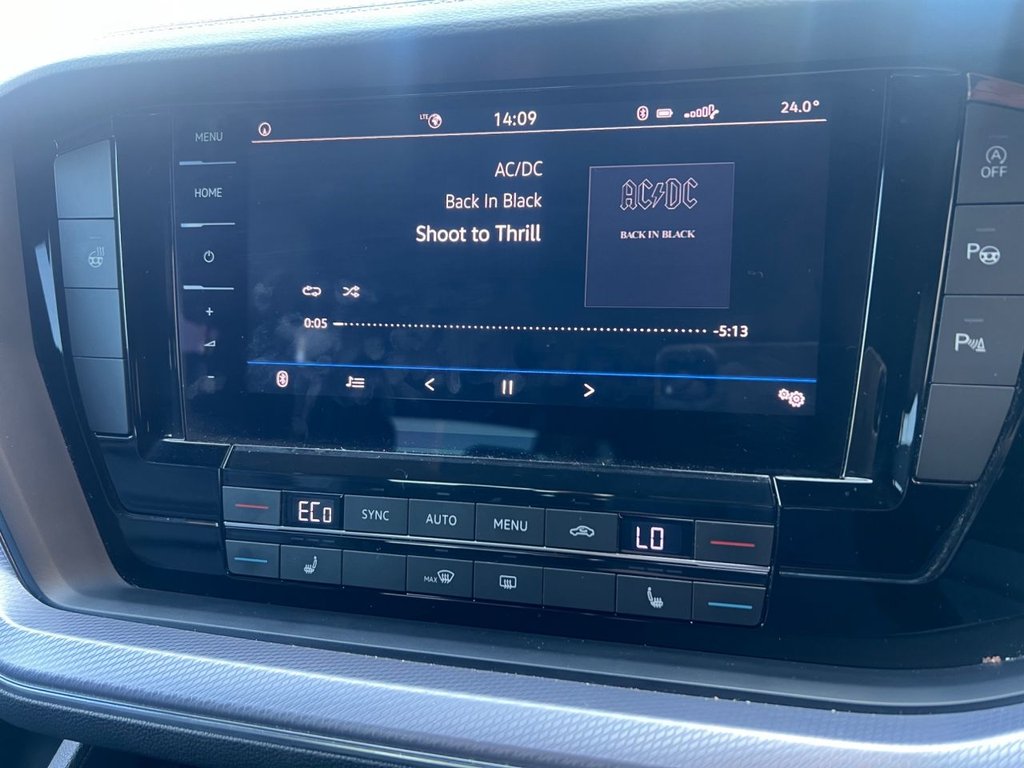 MENU
LTE
14:09
24.0°
HOME
AC/DC
Back In Black
Shoot to Thrill
AC DC
BACK IN BLACK
0:05
-5:13
+
-
A
OFF
P
P
ECO
SYNC
AUTO
MENU
LO
MAX